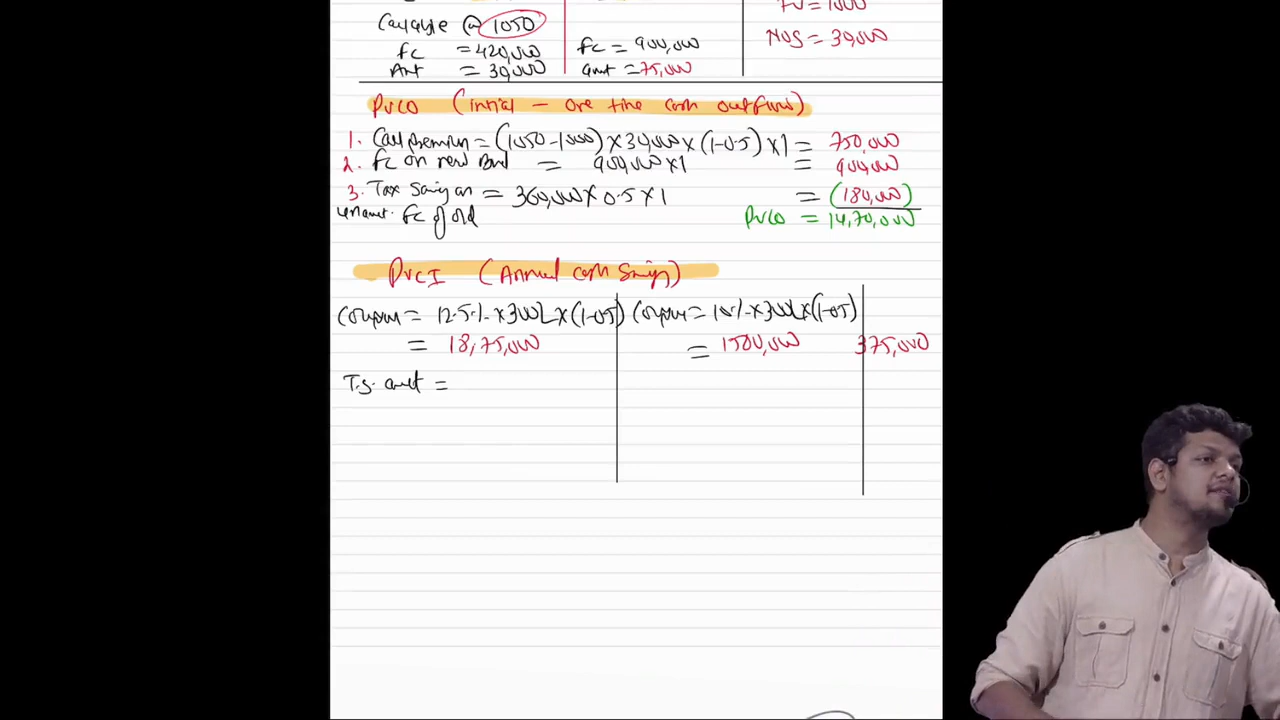 Callable @ 1050
FC = 420,000
Amt = 30,000
FC = 900,000
amt = 75,000
FV = 1000
NOS = 30,000
PVCO (initial - One time cash outflow)
1. Call premium = (1050-1000) × 30,000 × (1-0.5) × 1 = 750,000
2. FC on new Bond = 900,000 × 1 = 900,000
3. Tax Saving on = 360,000 × 0.5 × 1 = (180,000)
unamt. FC of old PVCO = 14,70,000
PVCI (Annual cash Savings)
Coupon = 12.5% × 300L × (1-0.5)
= 18,75,000
Coupon = 10% × 300L × (1-0.5)
= 1500,000
375,000
T.S. amt =